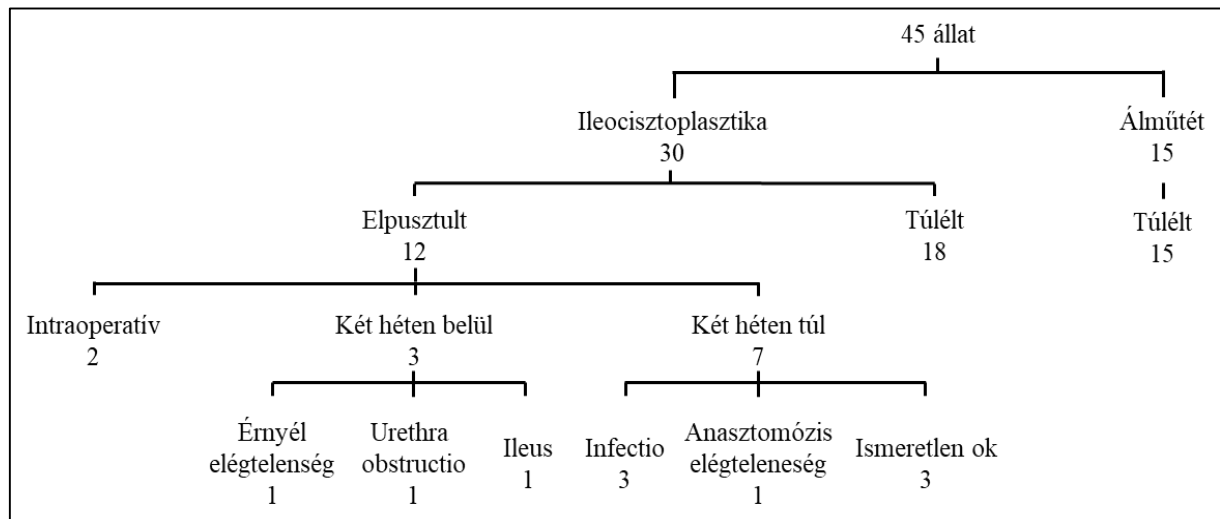 45 állat
Ileocisztoplasztika
30
Álműtét
15
Elpusztult
12
Túlélt
18
Túlélt
15
Intraoperatív
2
Két héten belül
3
Két héten túl
7
Érnyél
elégtelenség
1
Urethra
obstructio
1
Ileus
1
Infectio
3
Anasztomózis
elégteleneség
1
Ismeretlen ok
3